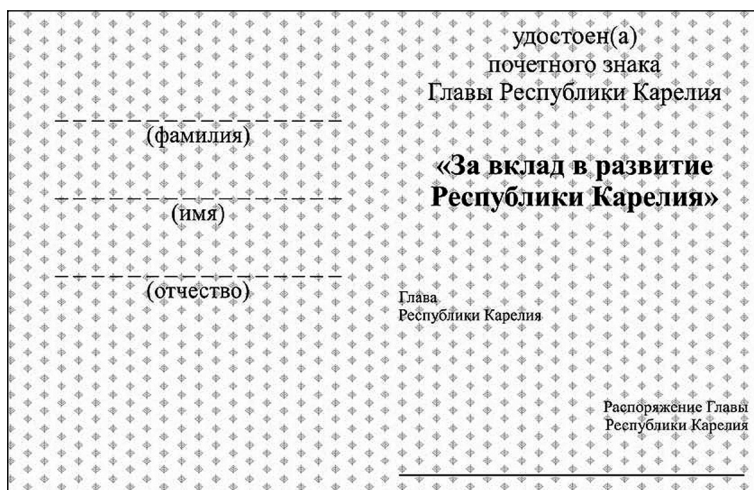 (фамилия)
(имя)
(отчество)
удостоен(а)
почетного знака
Главы Республики Карелия
«За вклад в развитие
Республики Карелия»
Глава
Республики Карелия
Распоряжение Главы
Республики Карелия